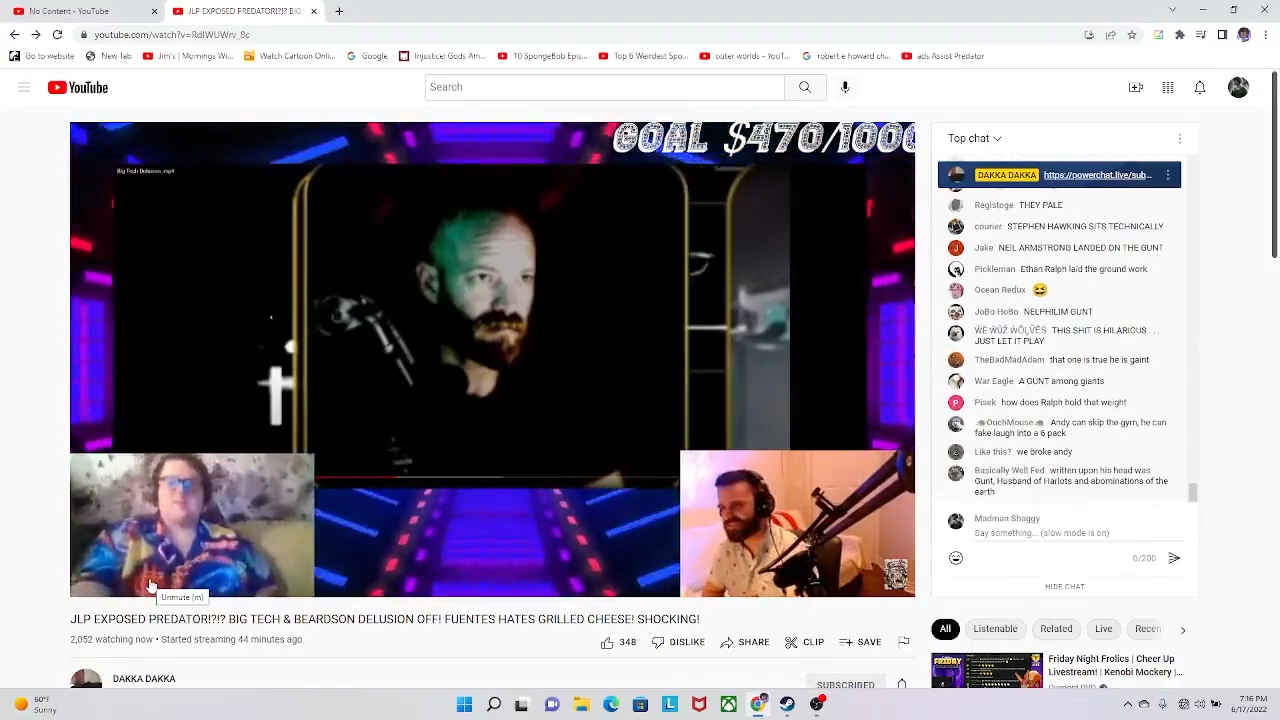 No Content - YouTube
JLP EXPOSED PREDATOR!?!? BIG
youtube.com/watch?v=RdIWUWrv_8c
Go to website
New Tab
Jim's | Mornings Wi...
Watch Cartoon Onli...
Google
Injustice: Gods Am...
10 SpongeBob Epis...
Top 6 Weirdest Spo...
outer worlds - YouT...
robert e howard ch...
ads Assist Predator
YouTube
Search
GOAL $470/1000
Big Tech Delusion .mp4
Unmute (m)
Top chat
DAKKA DAKKA https://powerchat.live/sub...
Registoge THEY PALE
courier STEPHEN HAWKING SITS TECHNICALLY
Jake NEIL ARMSTRONG LANDED ON THE GUNT
Pickleman Ethan Ralph laid the ground work
Ocean Redux 😆
JoBo HoBo NELPHILIM GUNT
THIS SHIT IS HILARIOUS . . .
JUST LET IT PLAY
TheBadMadAdam that one is true he is gaint
War Eagle A GUNT among giants
Pisek how does Ralph hold that weight
OuchMouse Andy can skip the gym, he can
fake laugh into a 6 pack
Like this? we broke andy
Basically Well Fed written upon his head was
Gunt, Husband of Harlots and abominations of the
earth
Madman Shaggy
Say something... (slow mode is on)
0/200
HIDE CHAT
JLP EXPOSED PREDATOR!?!? BIG TECH & BEARDSON DELUSION OFF! FUENTES HATES GRILLED CHEESE! SHOCKING!
2,052 watching now • Started streaming 44 minutes ago
348
DISLIKE
SHARE
CLIP
SAVE
DAKKA DAKKA
All
Listenable
Related
Live
Recen
FRIDAY
Friday Night Frolics | Gear Up
Livestream! | Kenobi Ep IV |...
Sunny
7:16 PM
6/17/2022